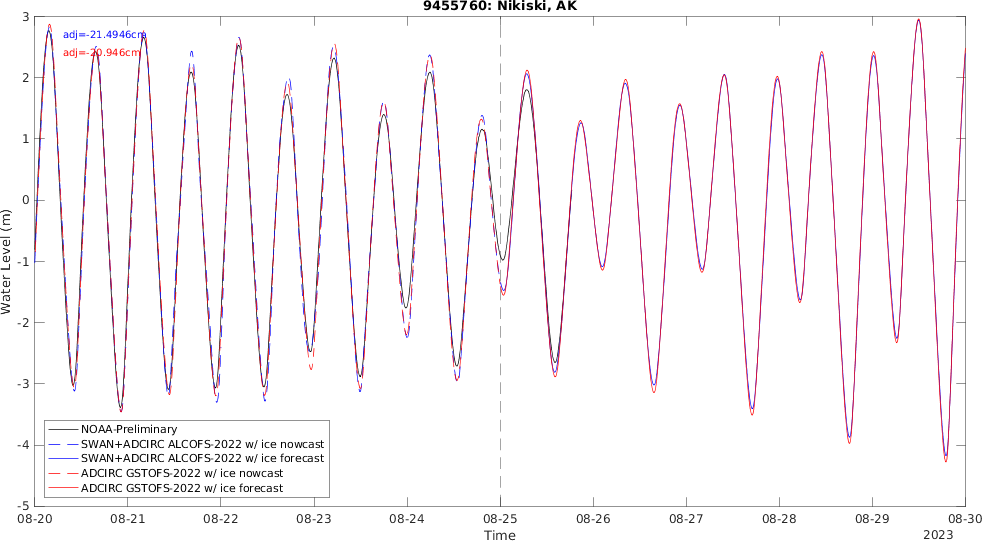 9455760: Nikiski, AK
adj=-21.4946cm
adj=-20.946cm
Water Level (m)
3
2
1
0
-1
-2
-3
-4
-5
NOAA-Preliminary
SWAN+ADCIRC ALCOFS-2022 w/ ice nowcast
SWAN+ADCIRC ALCOFS-2022 w/ ice forecast
ADCIRC GSTOFS-2022 w/ ice nowcast
ADCIRC GSTOFS-2022 w/ ice forecast
08-20 08-21 08-22 08-23 08-24 08-25 08-26 08-27 08-28 08-29 08-30
Time
2023